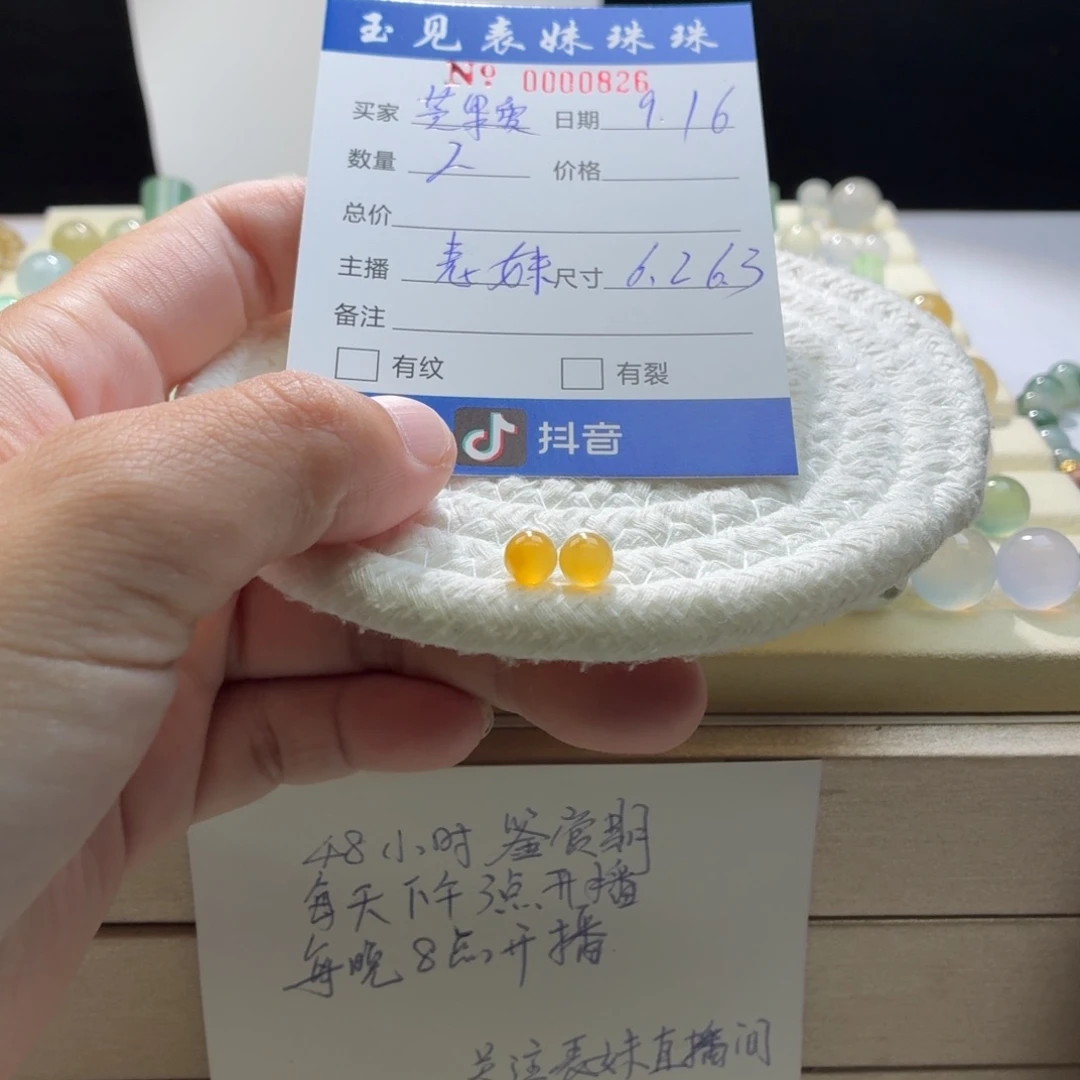 玉见表妹珠珠
Nº 0000826
买家 芒果爱 日期 9.16
数量 2 价格
总价
主播 表妹 尺寸 6.2 6.3
备注
有纹 有裂
抖音
48小时鉴赏期
每天下午3点开播
每晚8点开播
关注表妹直播间